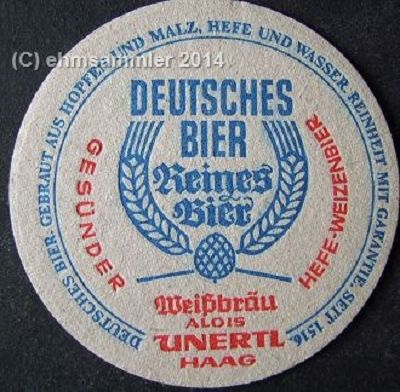 (C) ehmsammler 2014
DEUTSCHES BIER - GEBRAUT AUS HOPFEN UND MALZ, HEFE UND WASSER. REINHEIT MIT GARANTIE. SEIT 1516.
DEUTSCHES
BIER
Reines
Bier
GESÜNDER
HEFE-WEIZENBIER
Weißbräu
ALOIS
UNERTL
HAAG